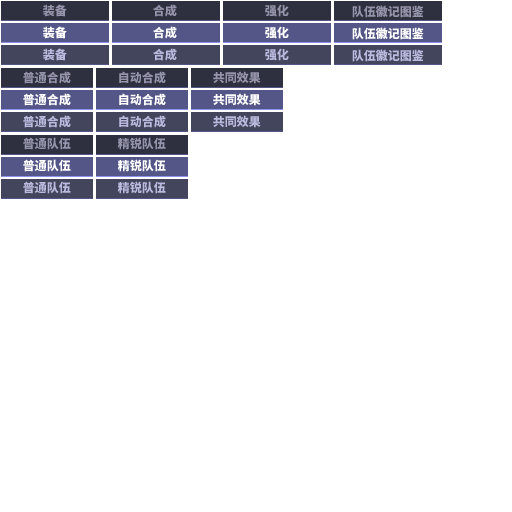 装备 合成 强化 队伍徽记图鉴
装备 合成 强化 队伍徽记图鉴
装备 合成 强化 队伍徽记图鉴
普通合成 自动合成 共同效果
普通合成 自动合成 共同效果
普通合成 自动合成 共同效果
普通队伍 精锐队伍
普通队伍 精锐队伍
普通队伍 精锐队伍